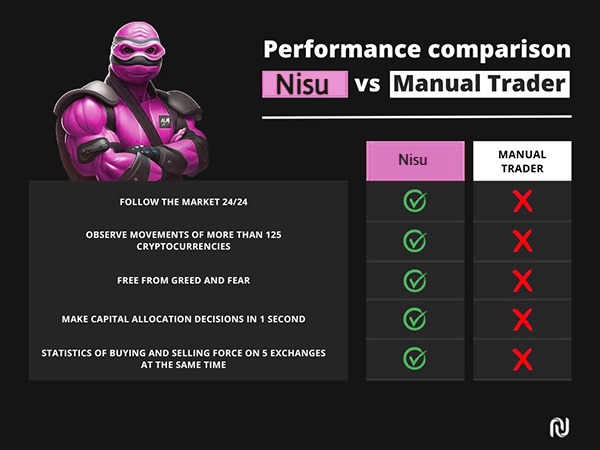 Performance comparison
Nisu vs Manual Trader
Nisu
MANUAL
TRADER
FOLLOW THE MARKET 24/24
OBSERVE MOVEMENTS OF MORE THAN 125
CRYPTOCURRENCIES
FREE FROM GREED AND FEAR
MAKE CAPITAL ALLOCATION DECISIONS IN 1 SECOND
STATISTICS OF BUYING AND SELLING FORCE ON 5 EXCHANGES
AT THE SAME TIME